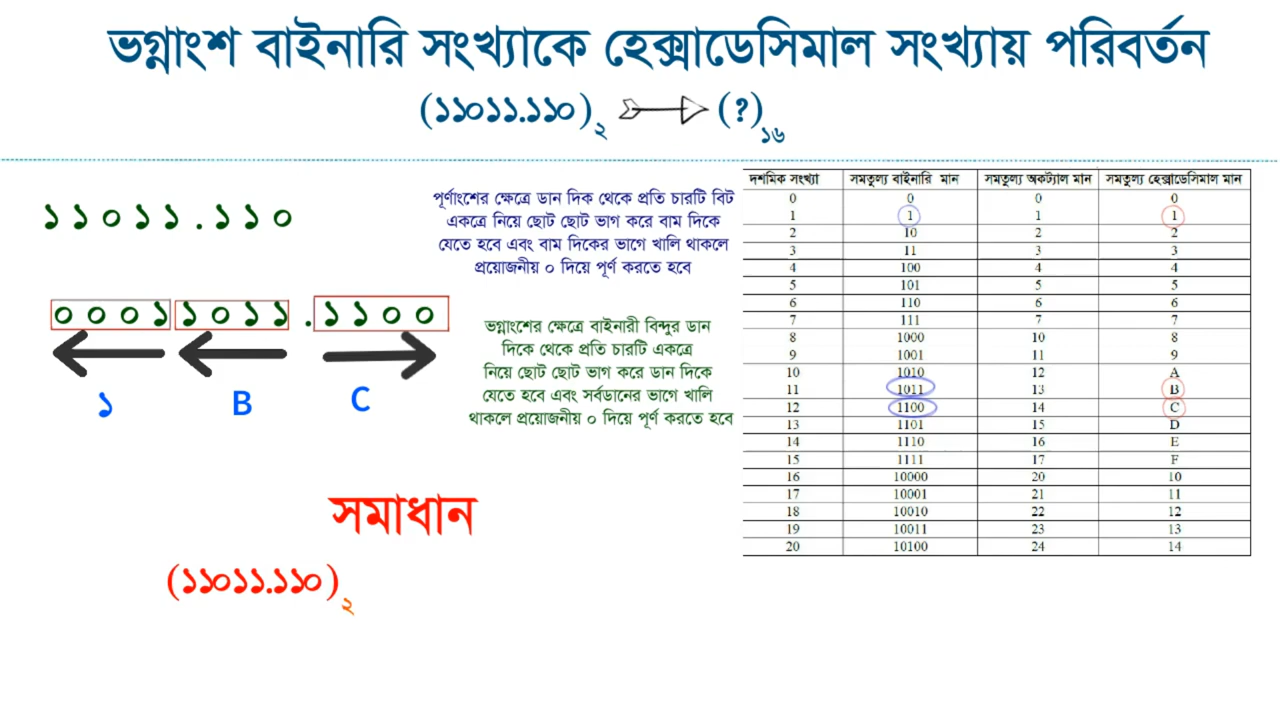 ভগ্নাংশ বাইনারি সংখ্যাকে হেক্সাডেসিমাল সংখ্যায় পরিবর্তন
(১১০১১.১১০)২ (?)১৬
১১০১১.১১০
পূর্ণাংশের ক্ষেত্রে ডান দিক থেকে প্রতি চারটি বিট
একত্রে নিয়ে ছোট ছোট ভাগ করে বাম দিকে
যেতে হবে এবং বাম দিকের ভাগে খালি থাকলে
প্রয়োজনীয় ০ দিয়ে পূর্ণ করতে হবে
০০০১ ১০১১ . ১১০০
১ B C
ভগ্নাংশের ক্ষেত্রে বাইনারী বিন্দুর ডান
দিকে থেকে প্রতি চারটি একত্রে
নিয়ে ছোট ছোট ভাগ করে ডান দিকে
যেতে হবে এবং সর্বডানের ভাগে খালি
থাকলে প্রয়োজনীয় ০ দিয়ে পূর্ণ করতে হবে
দশমিক সংখ্যা সমতুল্য বাইনারি মান সমতুল্য অকট্যাল মান সমতুল্য হেক্সাডেসিমাল মান
0 0 0 0
1 1 1 1
2 10 2 2
3 11 3 3
4 100 4 4
5 101 5 5
6 110 6 6
7 111 7 7
8 1000 10 8
9 1001 11 9
10 1010 12 A
11 1011 13 B
12 1100 14 C
13 1101 15 D
14 1110 16 E
15 1111 17 F
16 10000 20 10
17 10001 21 11
18 10010 22 12
19 10011 23 13
20 10100 24 14
সমাধান
(১১০১১.১১০)২